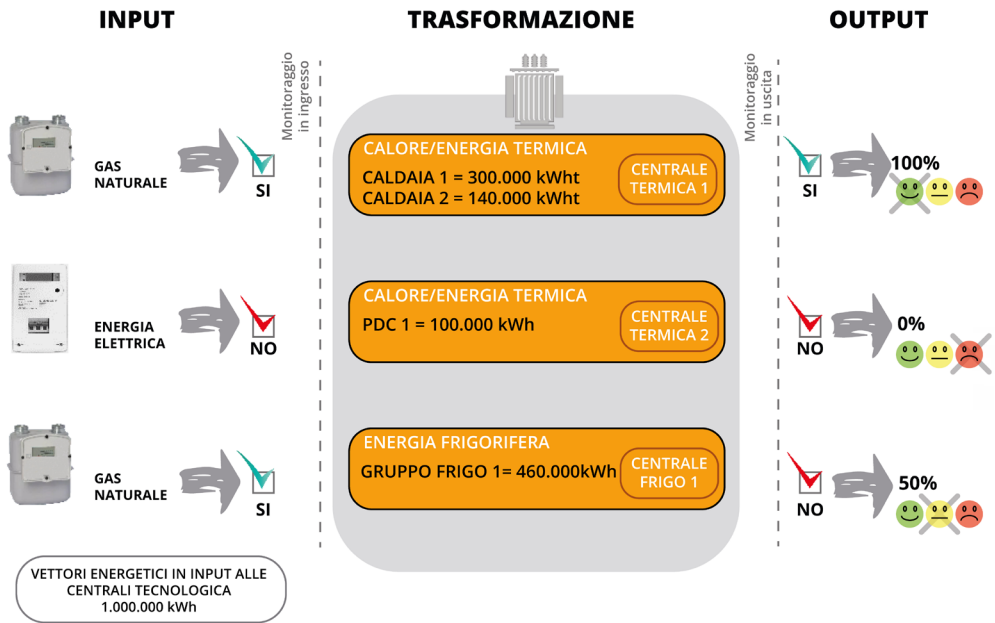 INPUT
TRASFORMAZIONE
OUTPUT
Monitoraggio
in ingresso
Monitoraggio
in uscita
GAS
NATURALE
SI
CALORE/ENERGIA TERMICA
CALDAIA 1 = 300.000 kWht
CALDAIA 2 = 140.000 kWht
CENTRALE
TERMICA 1
SI
100%
ENERGIA
ELETTRICA
NO
CALORE/ENERGIA TERMICA
PDC 1 = 100.000 kWh
CENTRALE
TERMICA 2
NO
0%
GAS
NATURALE
SI
ENERGIA FRIGORIFERA
GRUPPO FRIGO 1= 460.000kWh
CENTRALE
FRIGO 1
NO
50%
VETTORI ENERGETICI IN INPUT ALLE
CENTRALI TECNOLOGICA
1.000.000 kWh